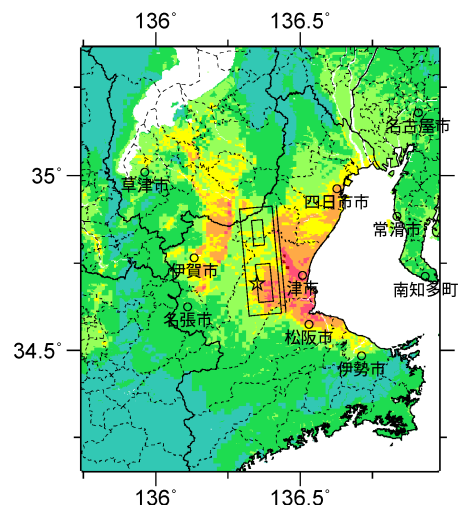 136° 136.5°
名古屋市
35°
草津市
四日市市
常滑市
伊賀市
津市
南知多町
名張市
松阪市
34.5°
伊勢市
136° 136.5°